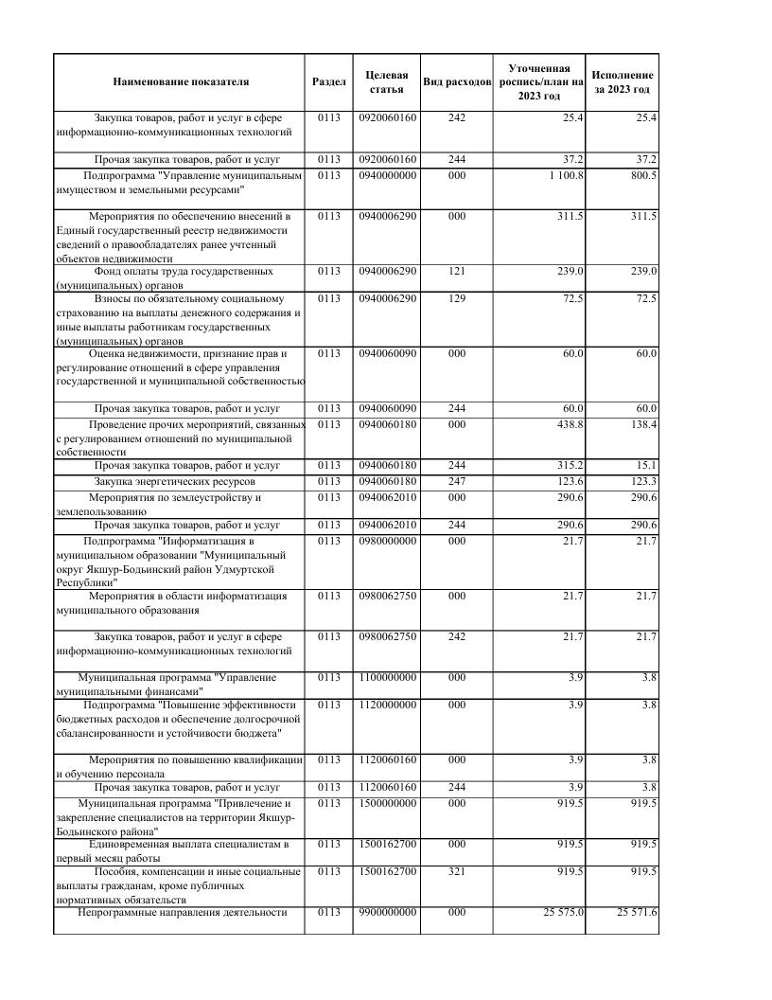 Наименование показателя Раздел Целевая статья Вид расходов Уточненная роспись/план на 2023 год Исполнение за 2023 год
Закупка товаров, работ и услуг в сфере 0113 0920060160 242 25.4 25.4
информационно-коммуникационных технологий
Прочая закупка товаров, работ и услуг 0113 0920060160 244 37.2 37.2
Подпрограмма "Управление муниципальным 0113 0940000000 000 1 100.8 800.5
имуществом и земельными ресурсами"
Мероприятия по обеспечению внесений в 0113 0940006290 000 311.5 311.5
Единый государственный реестр недвижимости
сведений о правообладателях ранее учтенный
объектов недвижимости
Фонд оплаты труда государственных 0113 0940006290 121 239.0 239.0
(муниципальных) органов
Взносы по обязательному социальному 0113 0940006290 129 72.5 72.5
страхованию на выплаты денежного содержания и
иные выплаты работникам государственных
(муниципальных) органов
Оценка недвижимости, признание прав и 0113 0940060090 000 60.0 60.0
регулирование отношений в сфере управления
государственной и муниципальной собственностью
Прочая закупка товаров, работ и услуг 0113 0940060090 244 60.0 60.0
Проведение прочих мероприятий, связанных 0113 0940060180 000 438.8 138.4
с регулированием отношений по муниципальной
собственности
Прочая закупка товаров, работ и услуг 0113 0940060180 244 315.2 15.1
Закупка энергетических ресурсов 0113 0940060180 247 123.6 123.3
Мероприятия по землеустройству и 0113 0940062010 000 290.6 290.6
землепользованию
Прочая закупка товаров, работ и услуг 0113 0940062010 244 290.6 290.6
Подпрограмма "Информатизация в 0113 0980000000 000 21.7 21.7
муниципальном образовании "Муниципальный
округ Якшур-Бодьинский район Удмуртской
Республики"
Мероприятия в области информатизация 0113 0980062750 000 21.7 21.7
муниципального образования
Закупка товаров, работ и услуг в сфере 0113 0980062750 242 21.7 21.7
информационно-коммуникационных технологий
Муниципальная программа "Управление 0113 1100000000 000 3.9 3.8
муниципальными финансами"
Подпрограмма "Повышение эффективности 0113 1120000000 000 3.9 3.8
бюджетных расходов и обеспечение долгосрочной
сбалансированности и устойчивости бюджета"
Мероприятия по повышению квалификации 0113 1120060160 000 3.9 3.8
и обучению персонала
Прочая закупка товаров, работ и услуг 0113 1120060160 244 3.9 3.8
Муниципальная программа "Привлечение и 0113 1500000000 000 919.5 919.5
закрепление специалистов на территории Якшур-
Бодьинского района"
Единовременная выплата специалистам в 0113 1500162700 000 919.5 919.5
первый месяц работы
Пособия, компенсации и иные социальные 0113 1500162700 321 919.5 919.5
выплаты гражданам, кроме публичных
нормативных обязательств
Непрограммные направления деятельности 0113 9900000000 000 25 575.0 25 571.6